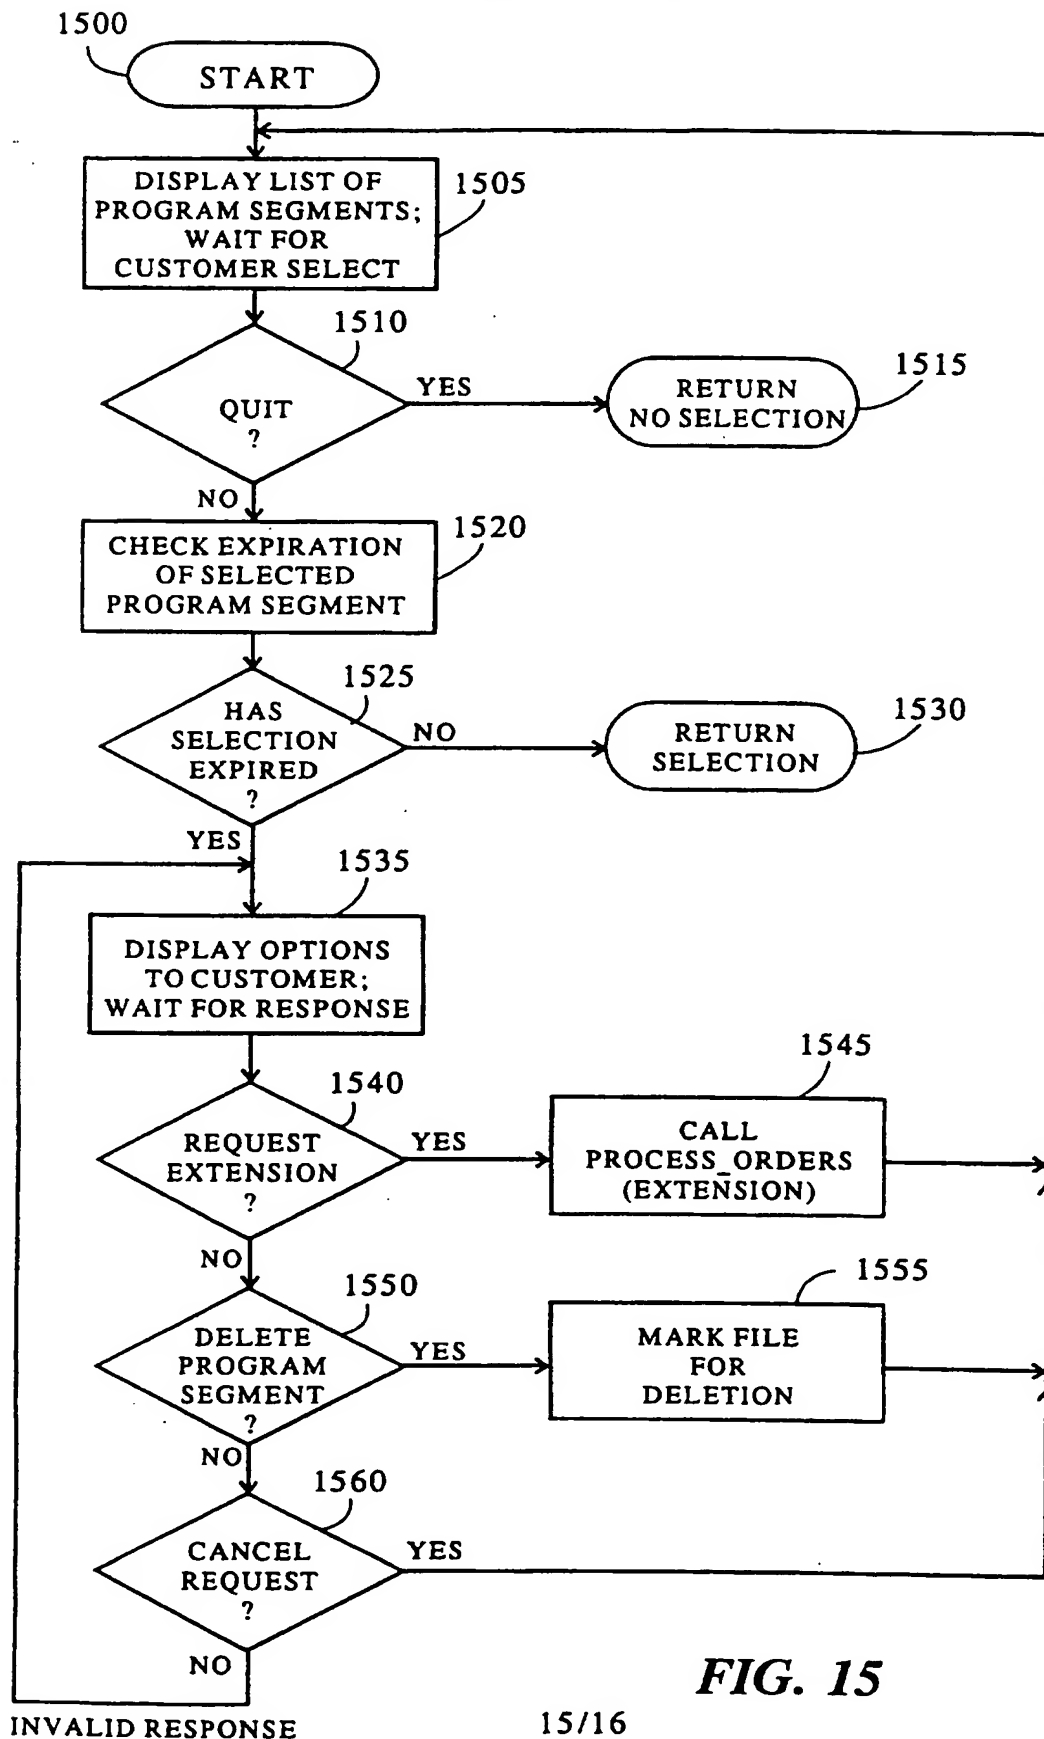 1500
START
DISPLAY LIST OF
PROGRAM SEGMENTS;
WAIT FOR
CUSTOMER SELECT
1505
1510
QUIT
?
YES
RETURN
NO SELECTION
1515
NO
CHECK EXPIRATION
OF SELECTED
PROGRAM SEGMENT
1520
1525
HAS
SELECTION
EXPIRED
?
NO
RETURN
SELECTION
1530
YES
1535
DISPLAY OPTIONS
TO CUSTOMER;
WAIT FOR RESPONSE
1540
REQUEST
EXTENSION
?
YES
1545
CALL
PROCESS_ORDERS
(EXTENSION)
NO
1550
DELETE
PROGRAM
SEGMENT
?
YES
1555
MARK FILE
FOR
DELETION
NO
1560
CANCEL
REQUEST
?
YES
NO
INVALID RESPONSE
FIG. 15
15/16